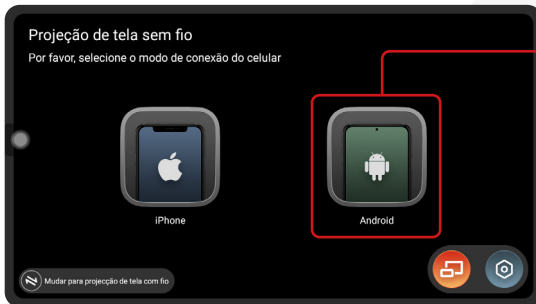 Projeção de tela sem fio
Por favor, selecione o modo de conexão do celular
iPhone
Android
Mudar para projecção de tela com fio